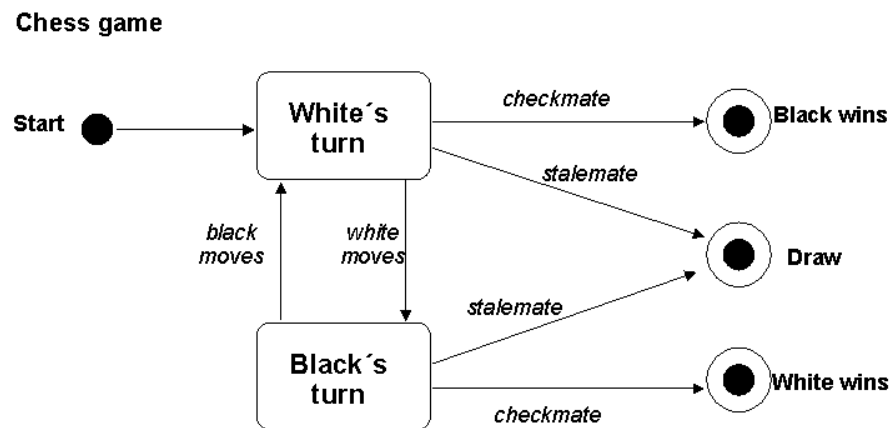 Chess game
Start
White´s
turn
checkmate
Black wins
stalemate
black
moves
white
moves
Draw
stalemate
Black´s
turn
White wins
checkmate